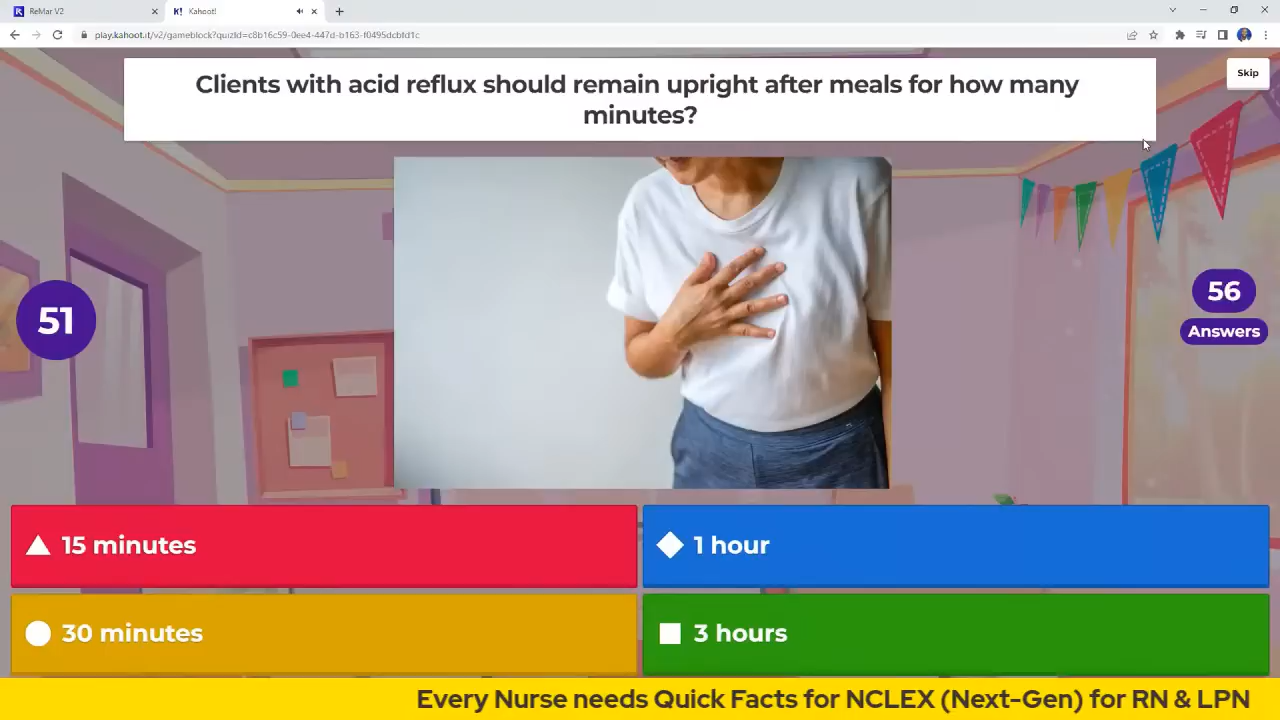 ReMar V2
K! Kahoot!
play.kahoot.it/v2/gameblock?quizId=c8b16c59-0ee4-447d-b163-f0495dcbfd1c
Clients with acid reflux should remain upright after meals for how many
minutes?
Skip
51
56
Answers
15 minutes
1 hour
30 minutes
3 hours
Every Nurse needs Quick Facts for NCLEX (Next-Gen) for RN & LPN